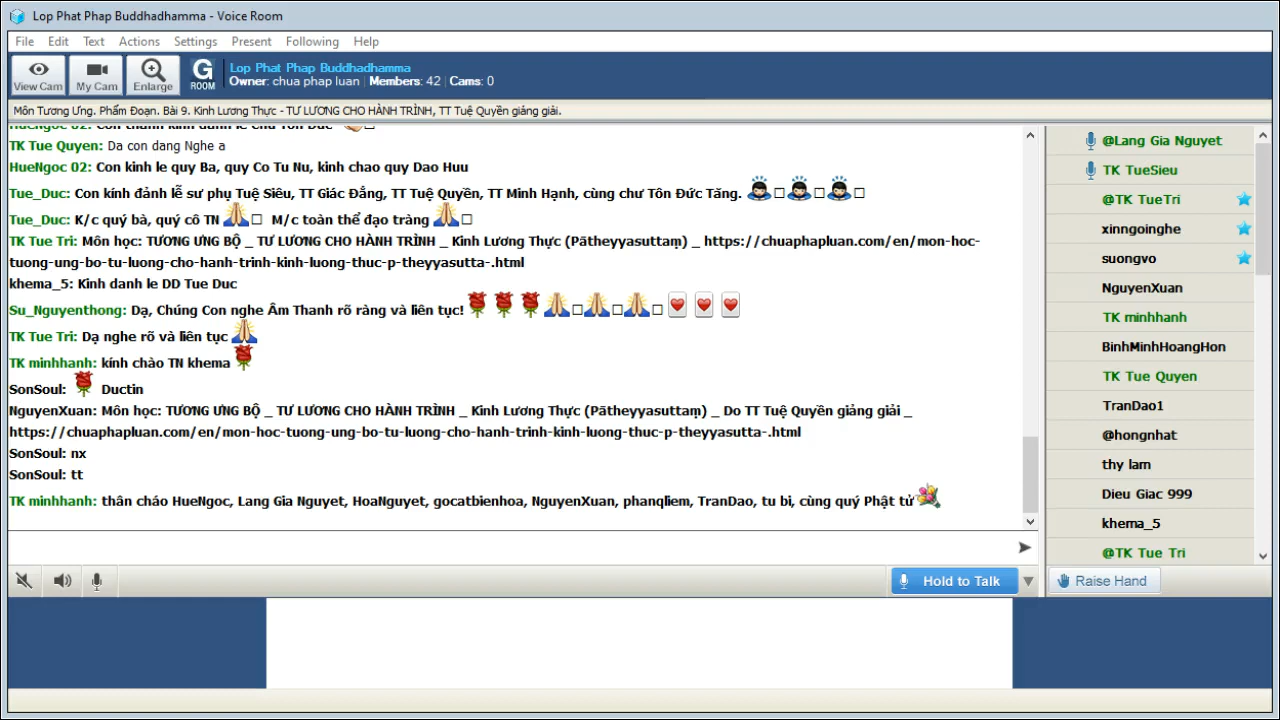 Lop Phat Phap Buddhadhamma - Voice Room
File Edit Text Actions Settings Present Following Help
View Cam
My Cam
Enlarge
G ROOM
Lop Phat Phap Buddhadhamma
Owner: chua phap luan | Members: 42 | Cams: 0
Môn Tương Ưng. Phẩm Đoạn. Bài 9. Kinh Lương Thực - TƯ LƯƠNG CHO HÀNH TRÌNH, TT Tuệ Quyền giảng giải.
HueNgoc 02: Con thanh kinh danh le Chu Ton Duc
TK Tue Quyen: Da con dang Nghe a
HueNgoc 02: Con kinh le quy Ba, quy Co Tu Nu, kinh chao quy Dao Huu
Tue_Duc: Con kính đảnh lễ sư phụ Tuệ Siêu, TT Giác Đẳng, TT Tuệ Quyền, TT Minh Hạnh, cùng chư Tôn Đức Tăng.
Tue_Duc: K/c quý bà, quý cô TN M/c toàn thể đạo tràng
TK Tue Tri: Môn học: TƯƠNG ƯNG BỘ _ TƯ LƯƠNG CHO HÀNH TRÌNH _ Kinh Lương Thực (Pātheyyasuttaṃ) _ https://chuaphapluan.com/en/mon-hoc-
tuong-ung-bo-tu-luong-cho-hanh-trinh-kinh-luong-thuc-p-theyyasutta-.html
khema_5: Kinh danh le DD Tue Duc
Su_Nguyenthong: Dạ, Chúng Con nghe Âm Thanh rõ ràng và liên tục!
TK Tue Tri: Dạ nghe rõ và liên tục
TK minhhanh: kính chào TN khema
SonSoul: Ductin
NguyenXuan: Môn học: TƯƠNG ƯNG BỘ _ TƯ LƯƠNG CHO HÀNH TRÌNH _ Kinh Lương Thực (Pātheyyasuttaṃ) _ Do TT Tuệ Quyền giảng giải _
https://chuaphapluan.com/en/mon-hoc-tuong-ung-bo-tu-luong-cho-hanh-trinh-kinh-luong-thuc-p-theyyasutta-.html
SonSoul: nx
SonSoul: tt
TK minhhanh: thân cháo HueNgoc, Lang Gia Nguyet, HoaNguyet, gocatbienhoa, NguyenXuan, phanqliem, TranDao, tu bi, cùng quý Phật tử
@Lang Gia Nguyet
TK TueSieu
@TK TueTri
xinngoinghe
suongvo
NguyenXuan
TK minhhanh
BinhMinhHoangHon
TK Tue Quyen
TranDao1
@hongnhat
thy lam
Dieu Giac 999
khema_5
@TK Tue Tri
Hold to Talk
Raise Hand